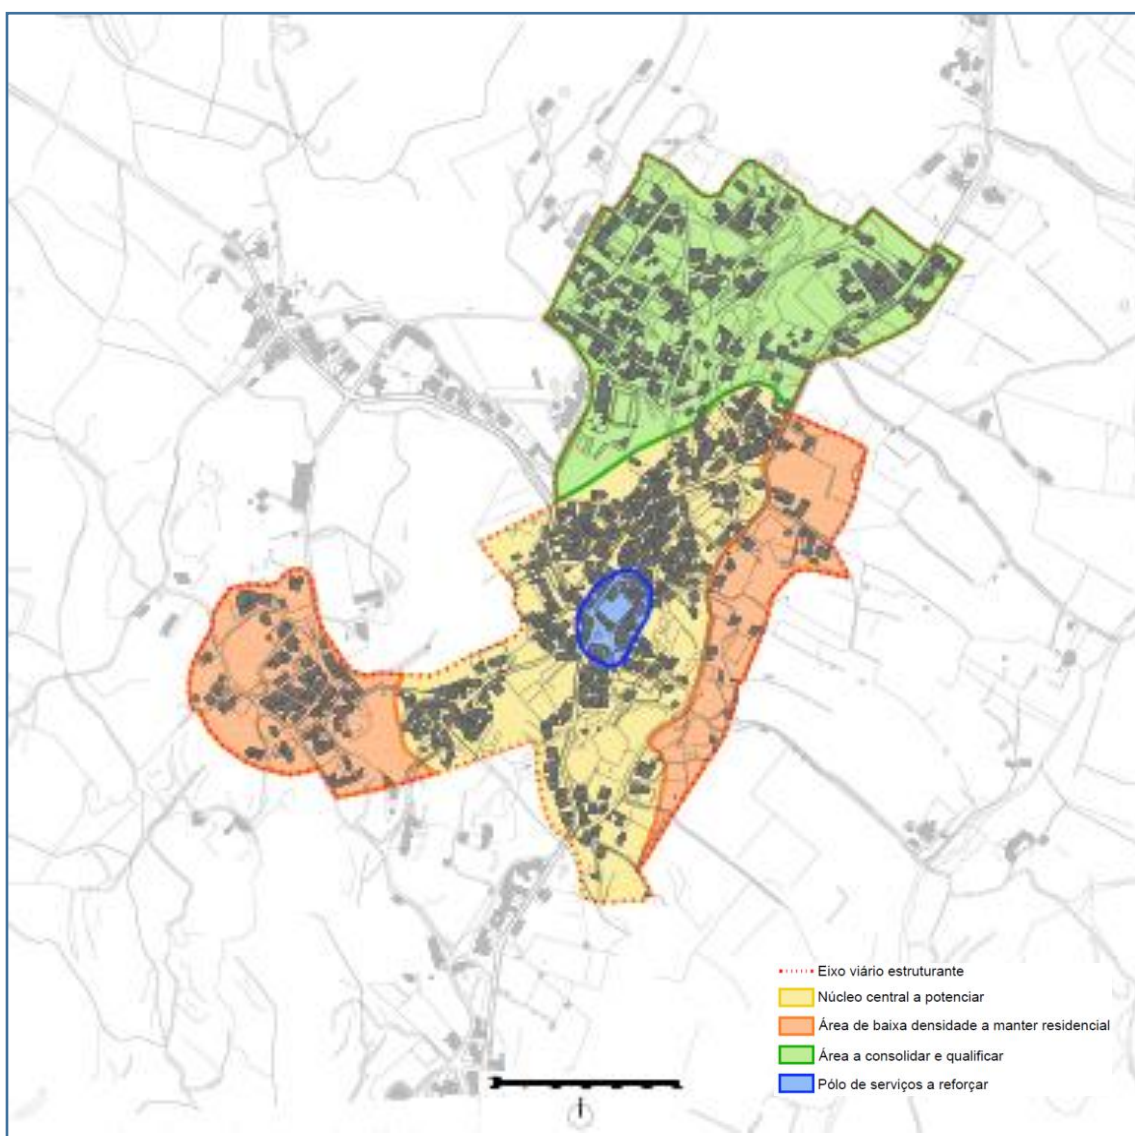 Eixo viário estruturante
Núcleo central a potenciar
Área de baixa densidade a manter residencial
Área a consolidar e qualificar
Pólo de serviços a reforçar